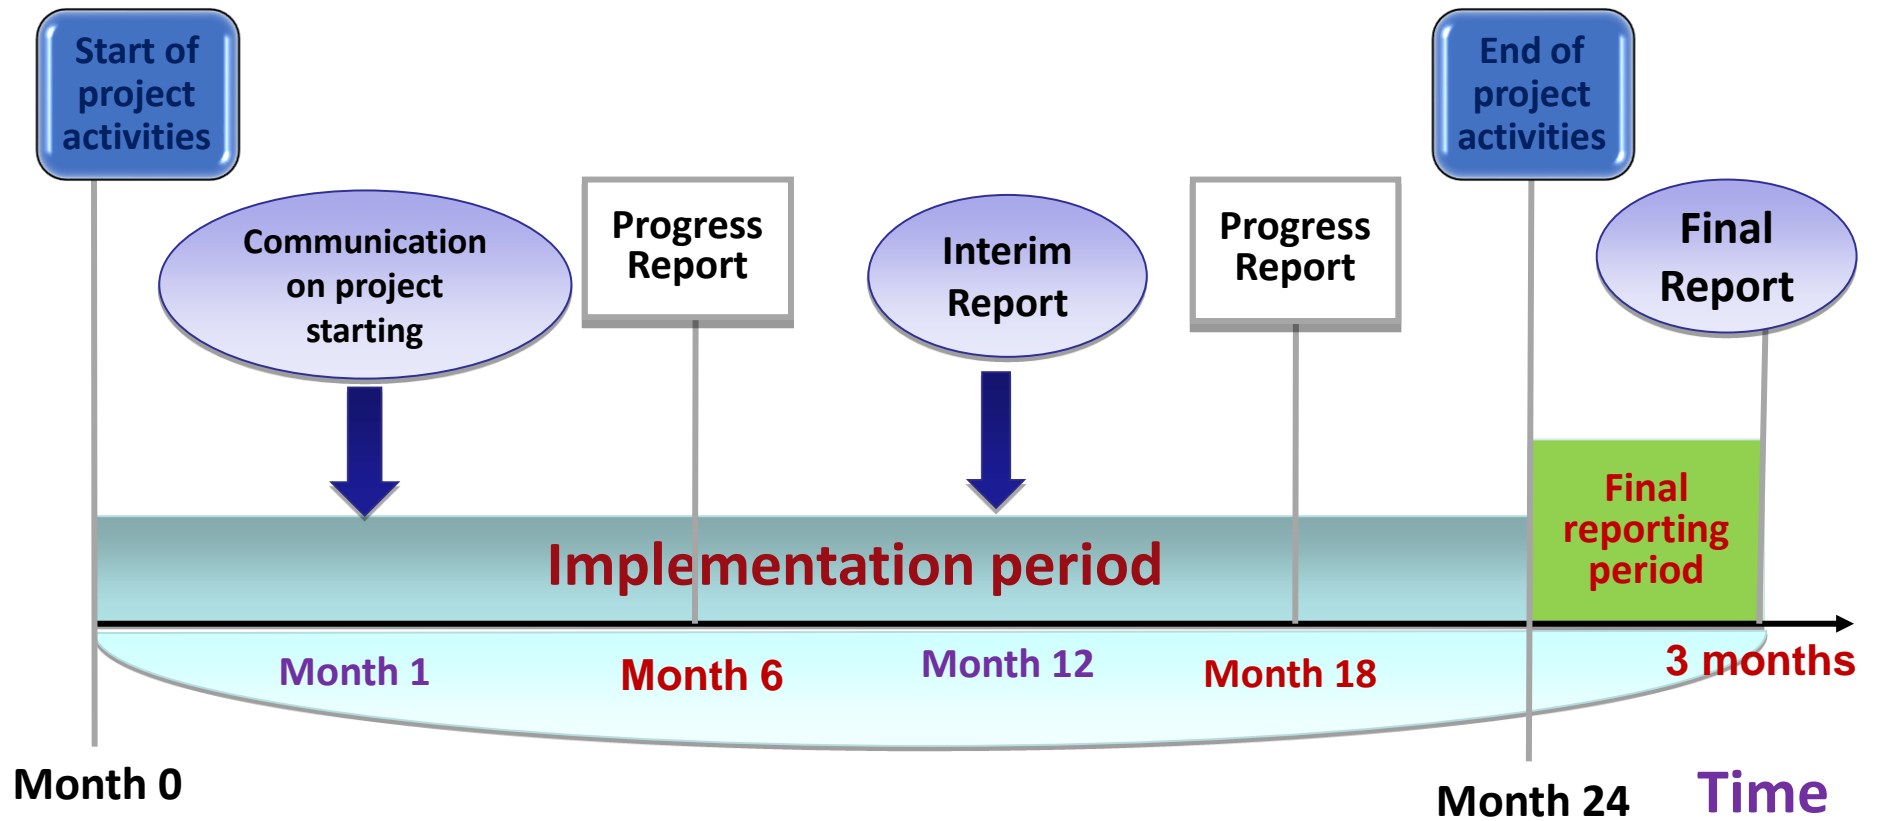 Start of
project
activities
End of
project
activities
Communication
on project
starting
Progress
Report
Interim
Report
Progress
Report
Final
Report
Implementation period
Final
reporting
period
Month 1
Month 6
Month 12
Month 18
3 months
Month 0
Month 24
Time